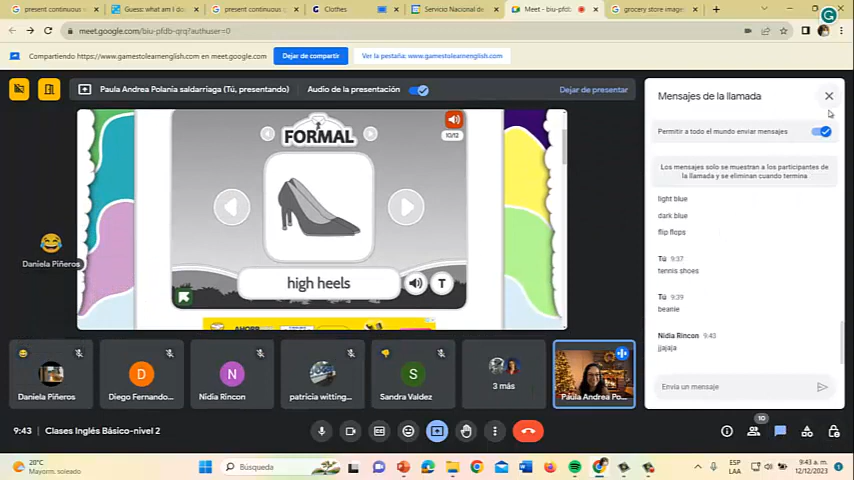 present continuous
Guess: what am I do
present continuous
Clothes
Servicio Nacional d
Meet - biu-pfdb
grocery store image
meet.google.com/biu-pfdb-qrq?authuser=0
Compartiendo https://www.gamestolearnenglish.com en meet.google.com
Dejar de compartir
Ver la pestaña: www.gamestolearnenglish.com
Paula Andrea Polania saldarriaga (Tú, presentando)
Audio de la presentación
Dejar de presentar
FORMAL
10/12
high heels
T
AHORR
Daniela Piñeros
Mensajes de la llamada
Permitir a todo el mundo enviar mensajes
Los mensajes solo se muestran a los participantes de
la llamada y se eliminan cuando termina
light blue
dark blue
flip flops
Tú 9:37
tennis shoes
Tú 9:39
beanie
Nidia Rincon 9:43
jjajaja
Envía un mensaje
Daniela Piñeros
D
Diego Fernando...
N
Nidia Rincon
patricia witting...
S
Sandra Valdez
3 más
Paula Andrea Po...
9:43
Clases Inglés Básico-nivel 2
10
20°C
Mayorm. soleado
Búsqueda
ESP
LAA
9:43 a. m.
12/12/2023